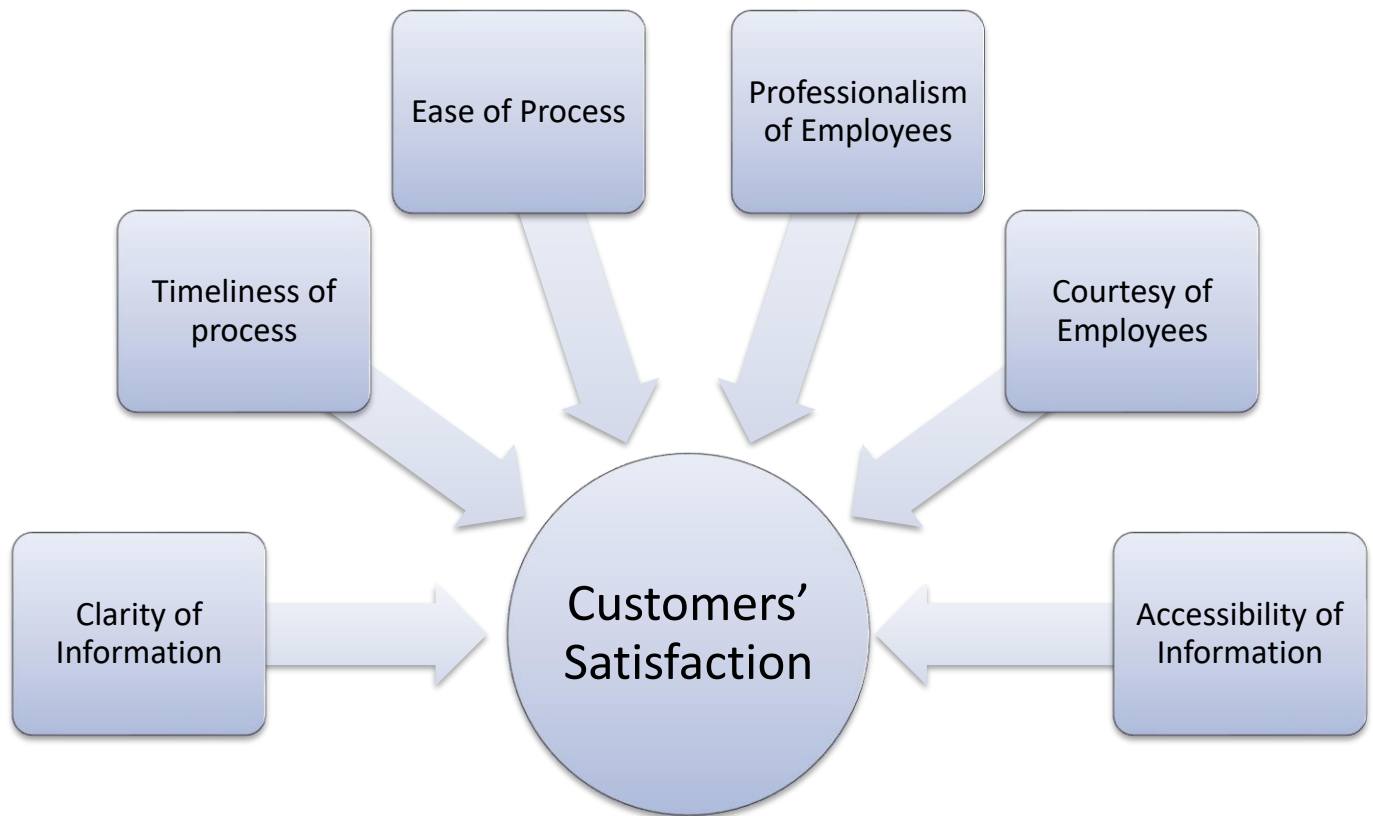 Ease of Process
Professionalism
of Employees
Timeliness of
process
Courtesy of
Employees
Clarity of
Information
Customers’
Satisfaction
Accessibility of
Information